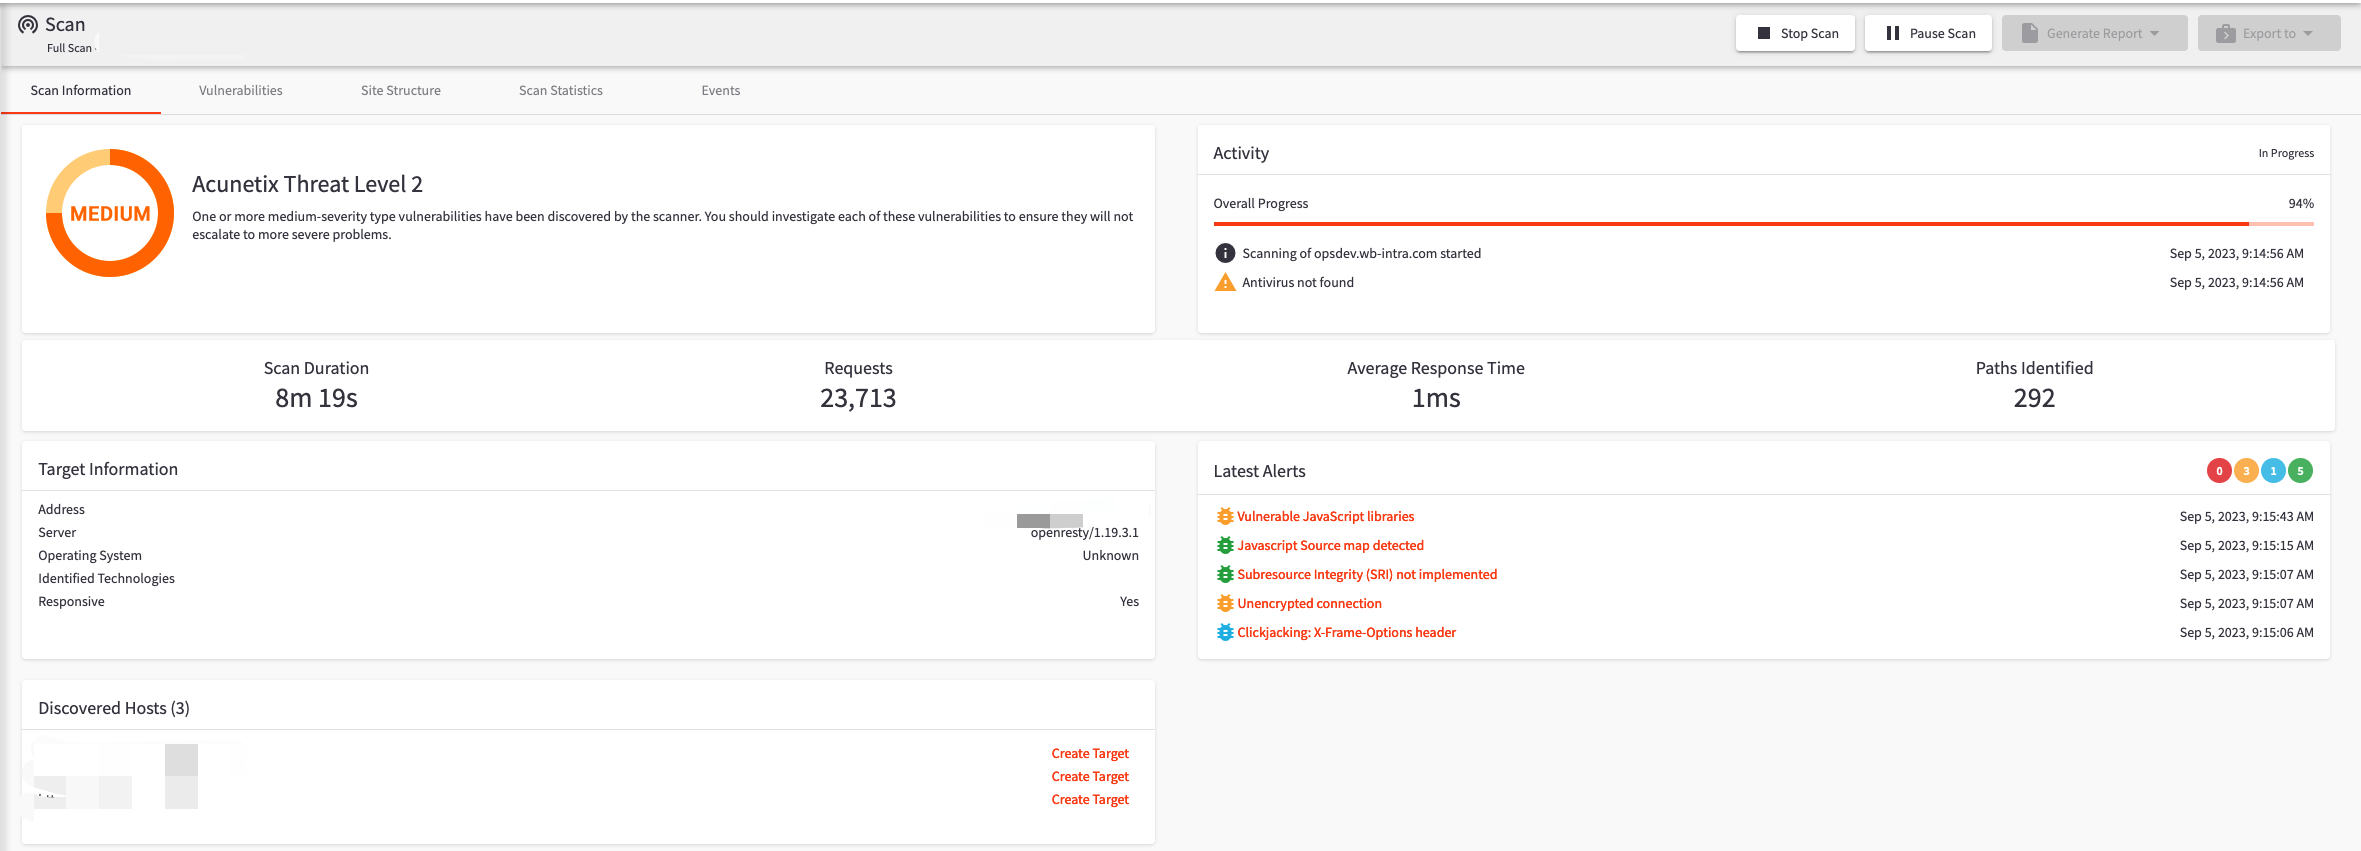 Scan
Full Scan
Stop Scan
Pause Scan
Generate Report
Export to
Scan Information
Vulnerabilities
Site Structure
Scan Statistics
Events
MEDIUM
Acunetix Threat Level 2
One or more medium-severity type vulnerabilities have been discovered by the scanner. You should investigate each of these vulnerabilities to ensure they will not
escalate to more severe problems.
Activity
In Progress
Overall Progress
94%
Scanning of opsdev.wb-intra.com started
Sep 5, 2023, 9:14:56 AM
Antivirus not found
Sep 5, 2023, 9:14:56 AM
Scan Duration
8m 19s
Requests
23,713
Average Response Time
1ms
Paths Identified
292
Target Information
Address
Server
openresty/1.19.3.1
Operating System
Unknown
Identified Technologies
Responsive
Yes
Latest Alerts
0
3
1
5
Vulnerable JavaScript libraries
Sep 5, 2023, 9:15:43 AM
Javascript Source map detected
Sep 5, 2023, 9:15:15 AM
Subresource Integrity (SRI) not implemented
Sep 5, 2023, 9:15:07 AM
Unencrypted connection
Sep 5, 2023, 9:15:07 AM
Clickjacking: X-Frame-Options header
Sep 5, 2023, 9:15:06 AM
Discovered Hosts (3)
Create Target
Create Target
Create Target